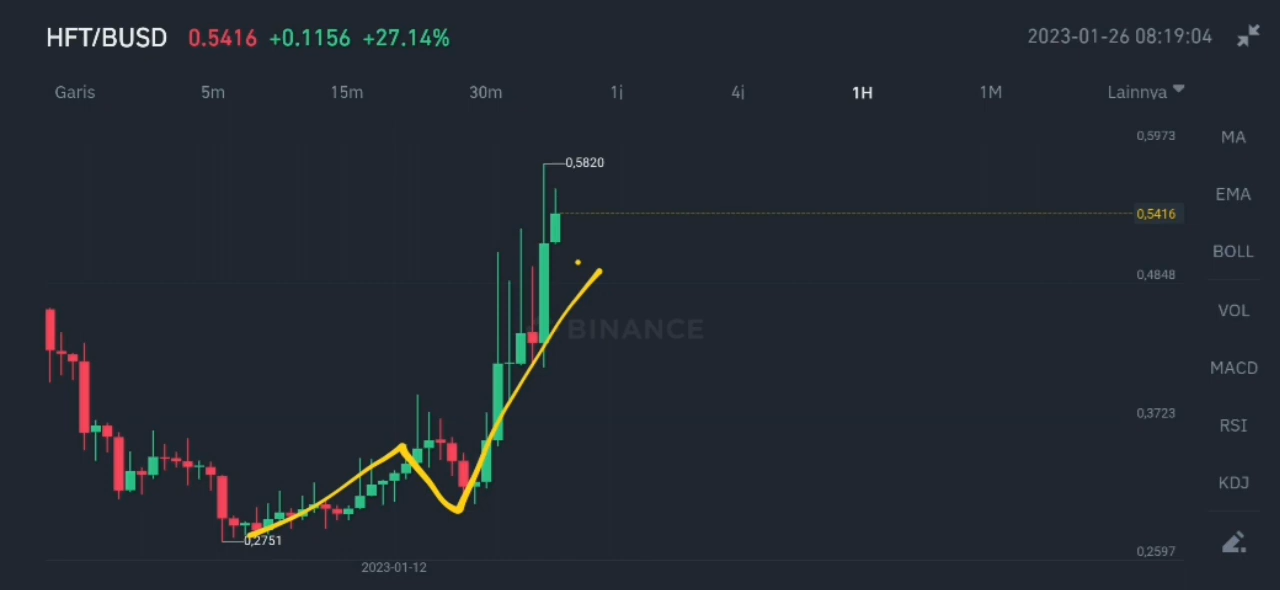 HFT/BUSD 0.5416 +0.1156 +27.14% 2023-01-26 08:19:04
Garis 5m 15m 30m 1j 4j 1H 1M Lainnya
0,5973 MA
0,5820
EMA
0,5416
BOLL
0,4848
VOL
BINANCE
MACD
0,3723
RSI
KDJ
0,2751
0,2597
2023-01-12